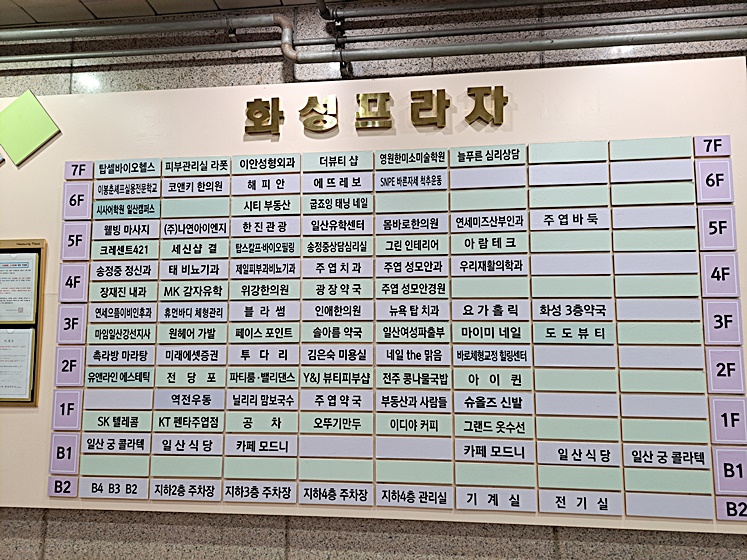 화성프라자
7F 탑셀바이오헬스 피부관리실 라풋 이안성형외과 더뷰티 샵 영원한미소미술학원 늘푸른 심리상담 7F
6F 이봉춘셰프실용전문학교 코앤키 한의원 해피안 에뜨레보 SNPE 바른자세 척추운동 6F
시사어학원 일산캠퍼스 시티 부동산 굽조잉 태닝 네일
5F 웰빙 마사지 (주)나연아이엔지 한진관광 일산유학센터 몸바로한의원 연세미즈산부인과 주엽바둑 5F
크레센트421 세신샵 결 탑스칼프·바이오필링 송정중상담심리실 그린 인테리어 아람테크
4F 송정중 정신과 태 비뇨기과 제일피부과비뇨기과 주엽치과 주엽 성모안과 우리재활의학과 4F
장재진 내과 MK 감자유학 위강한의원 광장약국 주엽 성모안경원
3F 연세으뜸이비인후과 휴먼바디 체형관리 블라썸 인애한의원 뉴욕 탑 치과 요가홀릭 화성 3층약국 3F
마임일산강선지사 원헤어 가발 페이스 포인트 솔아름 약국 일산여성파출부 마이미 네일 도도뷰티
2F 촉라방 마라탕 미래에셋증권 투다리 김은숙 미용실 네일 the 맑음 바로체형교정 힐링센터 2F
유앤라인 에스테틱 전당포 파티룸·밸리댄스 Y&J 뷰티피부샵 전주 콩나물국밥 아이퀸
1F 역전우동 닐리리 맘보국수 주엽약국 부동산과 사람들 슈올즈 신발 1F
SK 텔레콤 KT 펜타주엽점 공차 오뚜기만두 이디야 커피 그랜드 옷수선
B1 일산 궁 콜라텍 일산식당 카페 모드니 카페 모드니 일산식당 일산 궁 콜라텍 B1
B2 B4 B3 B2 지하2층 주차장 지하3층 주차장 지하4층 주차장 지하4층 관리실 기계실 전기실 B2